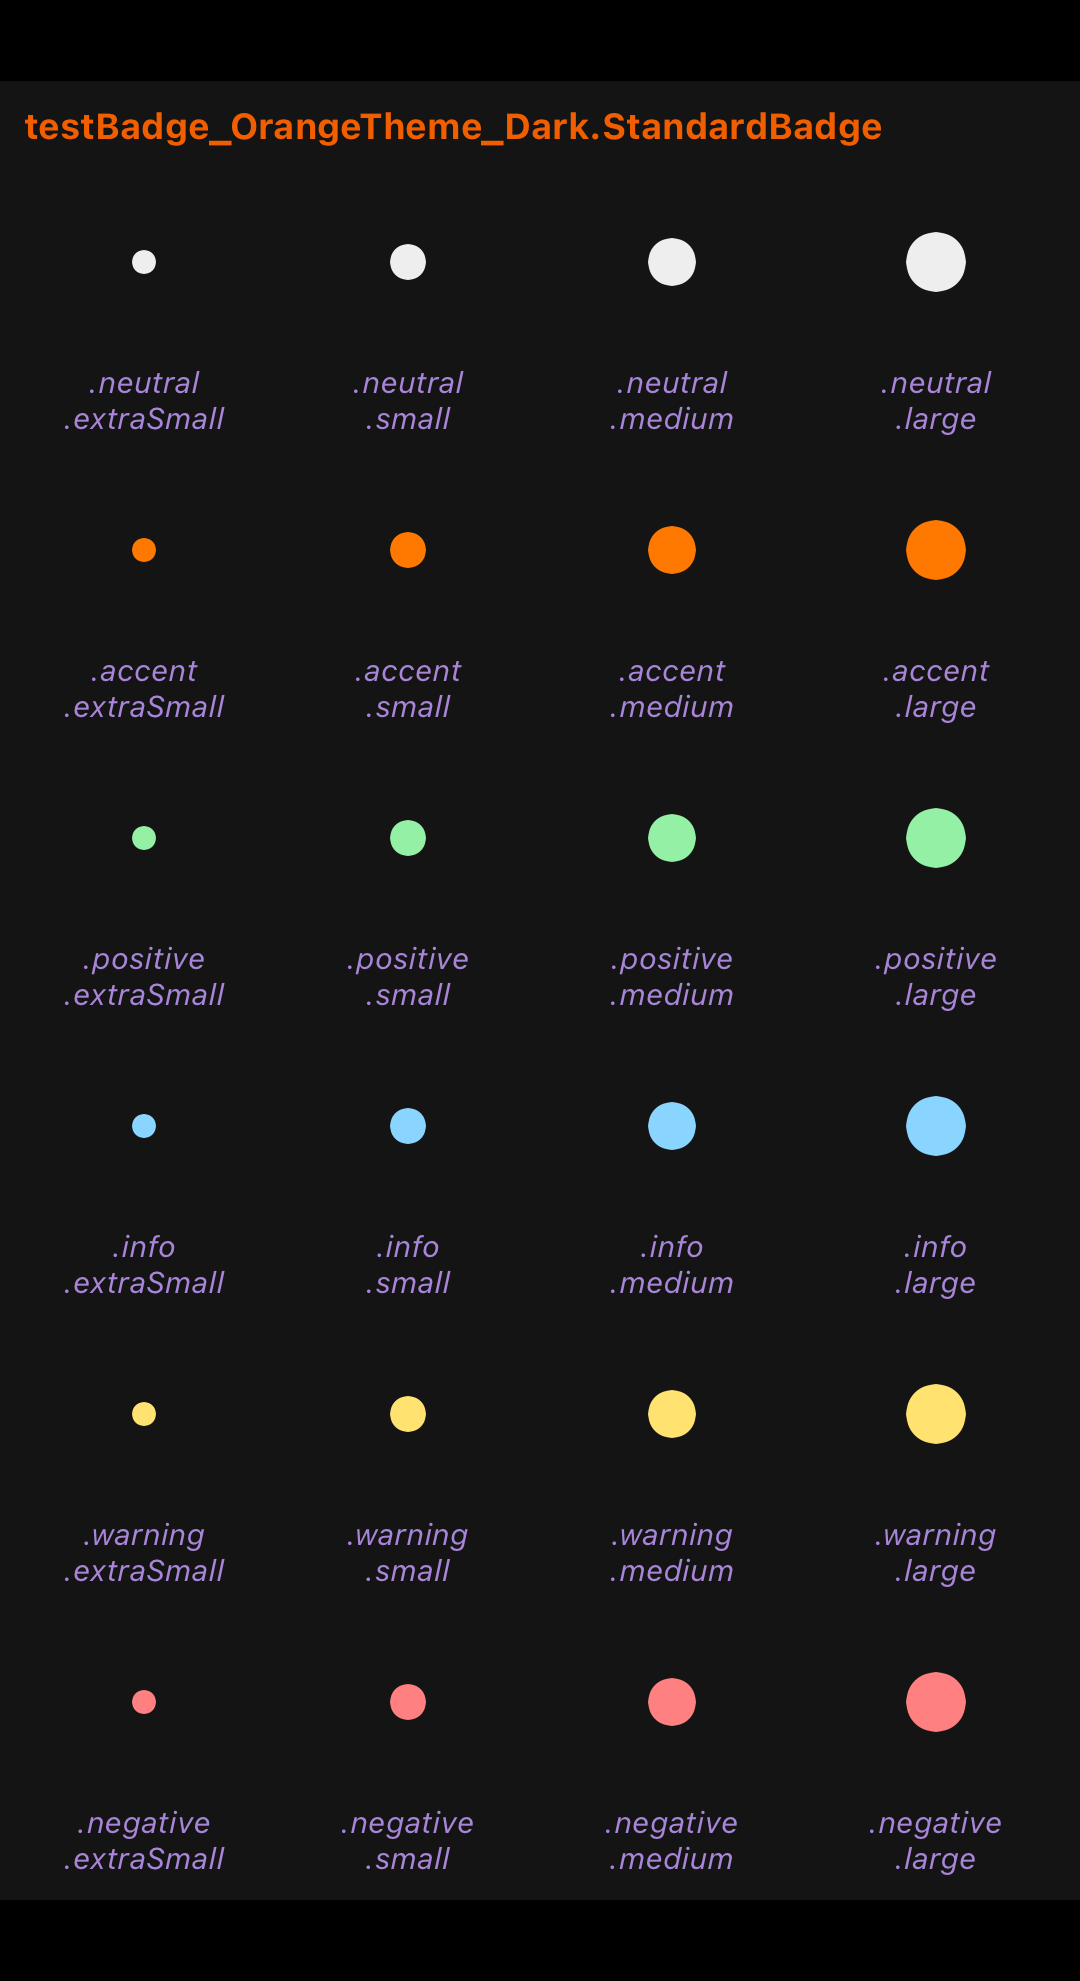 testBadge_OrangeTheme_Dark.StandardBadge
.neutral .neutral .neutral .neutral
.extraSmall .small .medium .large
.accent .accent .accent .accent
.extraSmall .small .medium .large
.positive .positive .positive .positive
.extraSmall .small .medium .large
.info .info .info .info
.extraSmall .small .medium .large
.warning .warning .warning .warning
.extraSmall .small .medium .large
.negative .negative .negative .negative
.extraSmall .small .medium .large